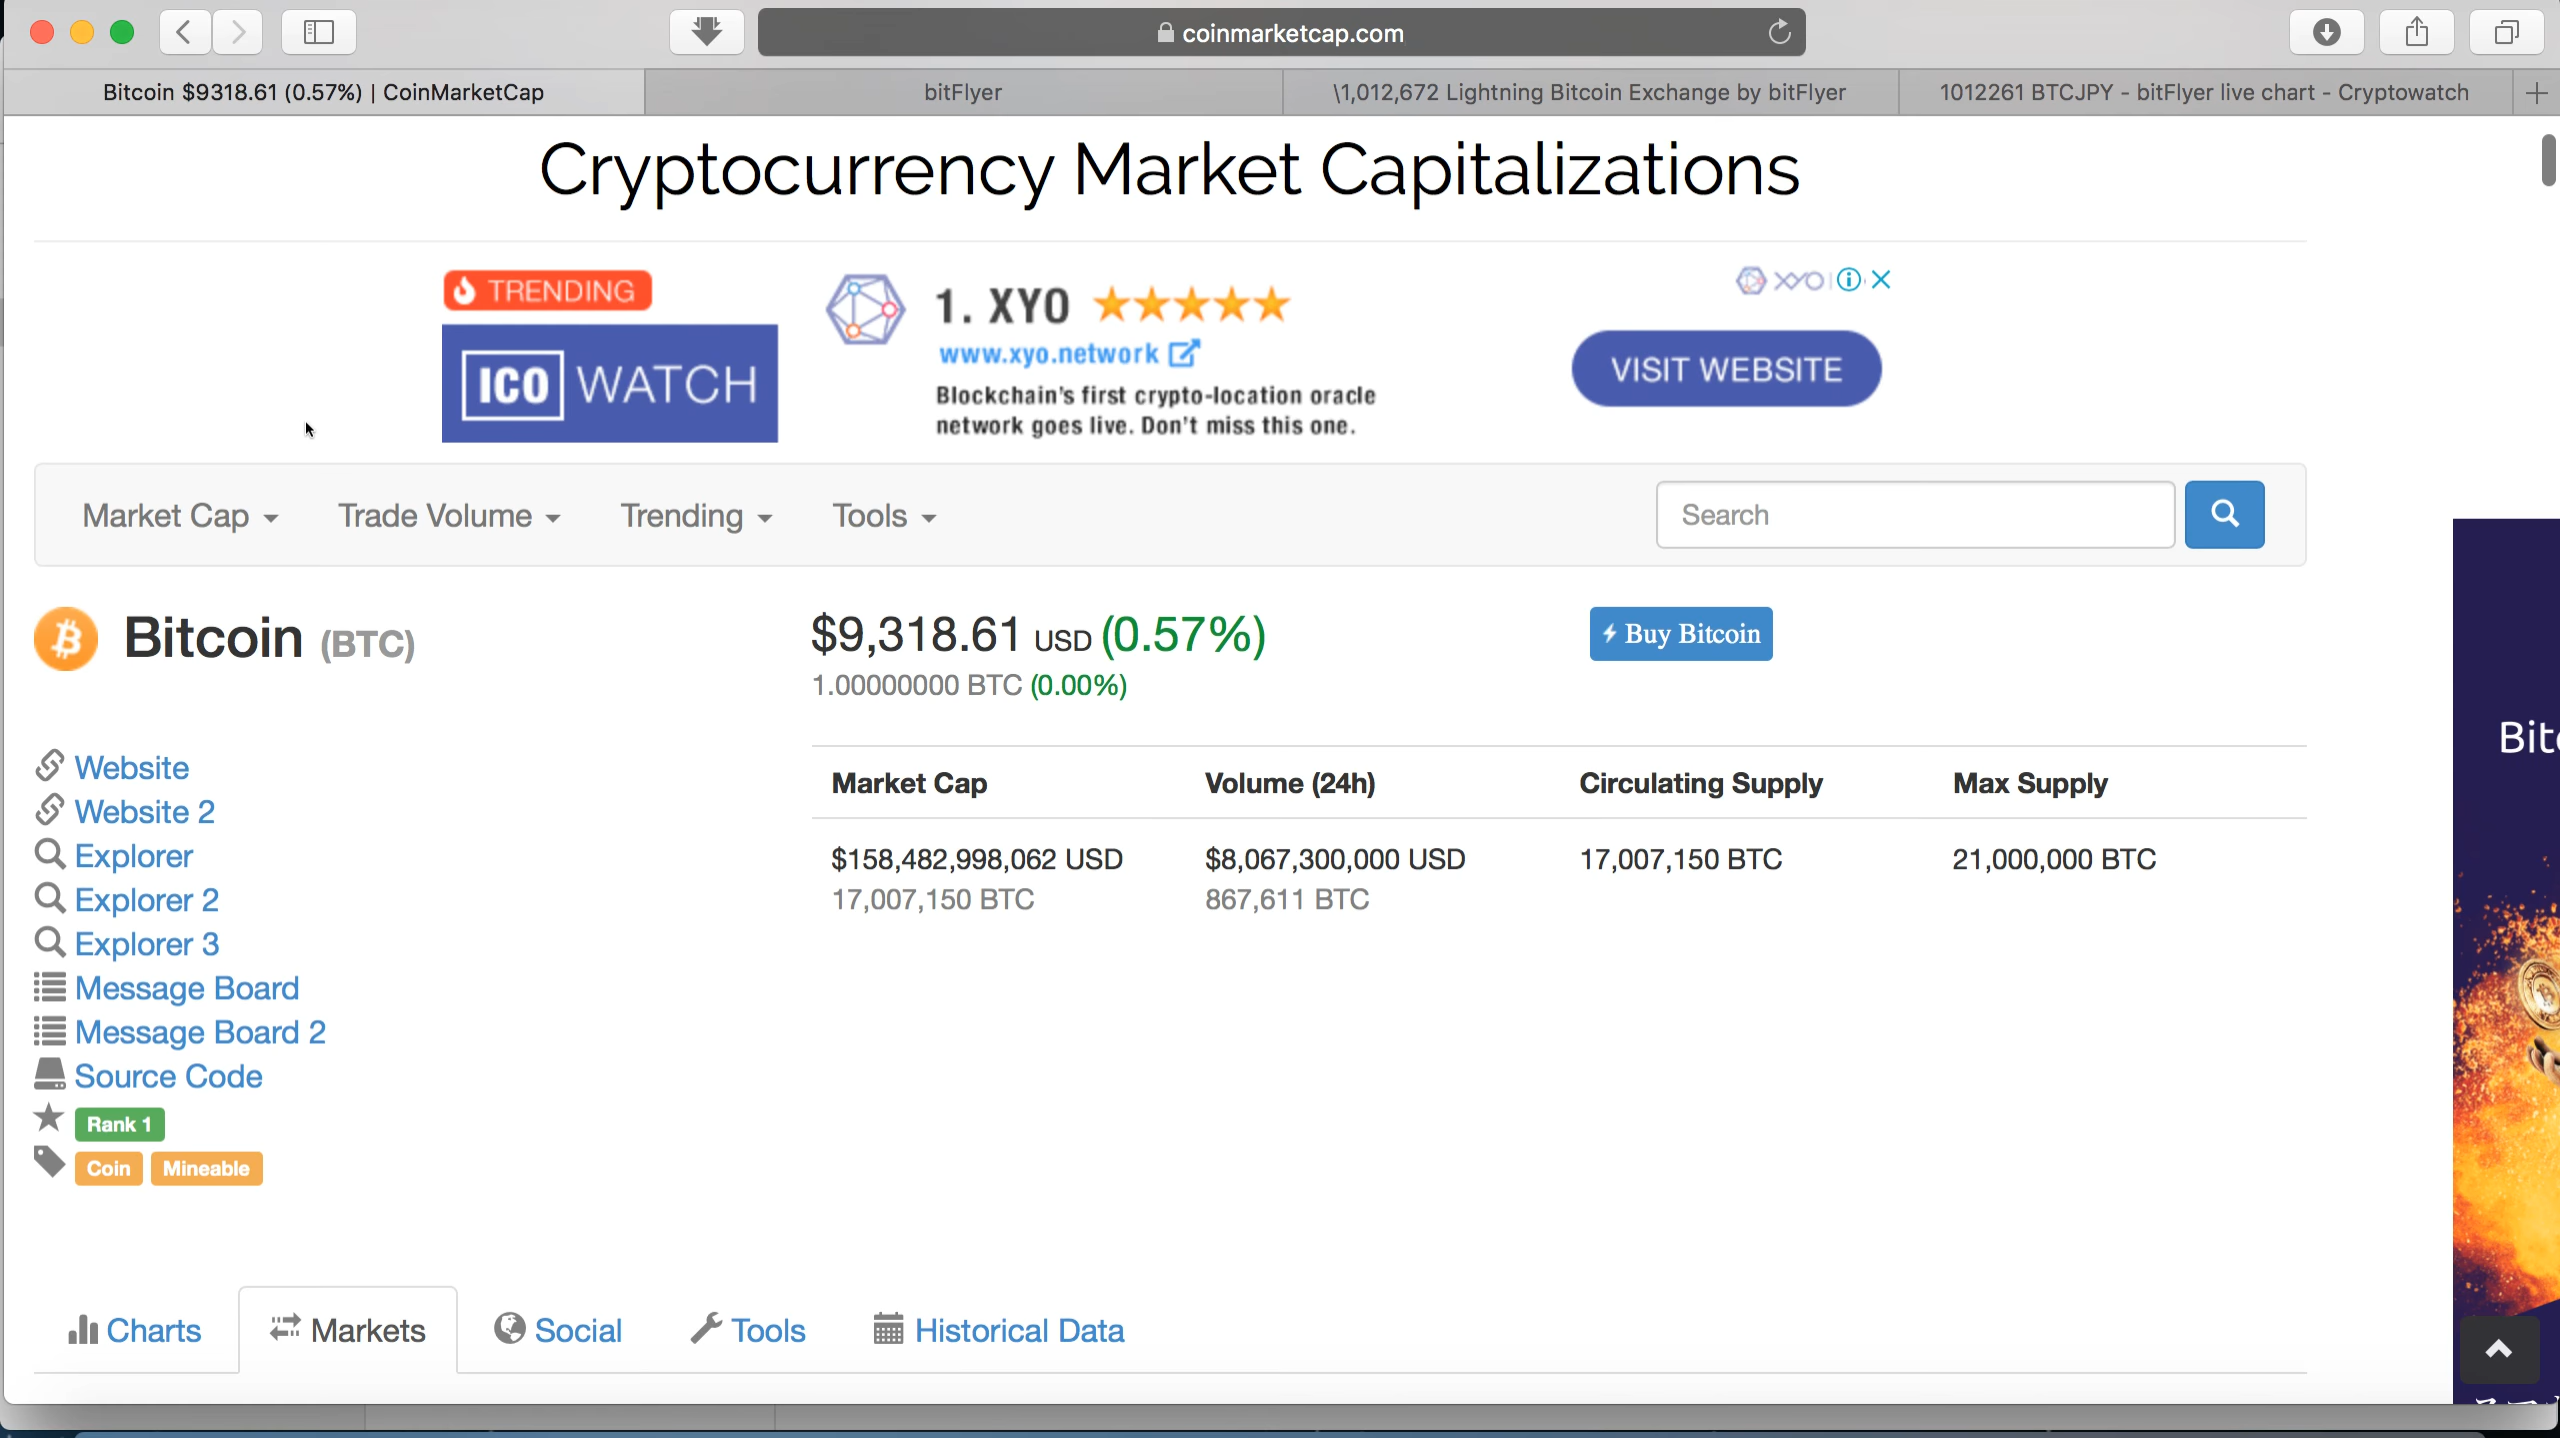 coinmarketcap.com
Bitcoin $9318.61 (0.57%) | CoinMarketCap
bitFlyer
\1,012,672 Lightning Bitcoin Exchange by bitFlyer
1012261 BTCJPY - bitFlyer live chart - Cryptowatch
Cryptocurrency Market Capitalizations
TRENDING
ICO WATCH
1. XYO
www.xyo.network
Blockchain's first crypto-location oracle
network goes live. Don't miss this one.
XYO
VISIT WEBSITE
Market Cap
Trade Volume
Trending
Tools
Search
Bitcoin (BTC)
$9,318.61 USD (0.57%)
1.00000000 BTC (0.00%)
Buy Bitcoin
Website
Website 2
Explorer
Explorer 2
Explorer 3
Message Board
Message Board 2
Source Code
Rank 1
Coin Mineable
Market Cap Volume (24h) Circulating Supply Max Supply
$158,482,998,062 USD $8,067,300,000 USD 17,007,150 BTC 21,000,000 BTC
17,007,150 BTC 867,611 BTC
Charts
Markets
Social
Tools
Historical Data